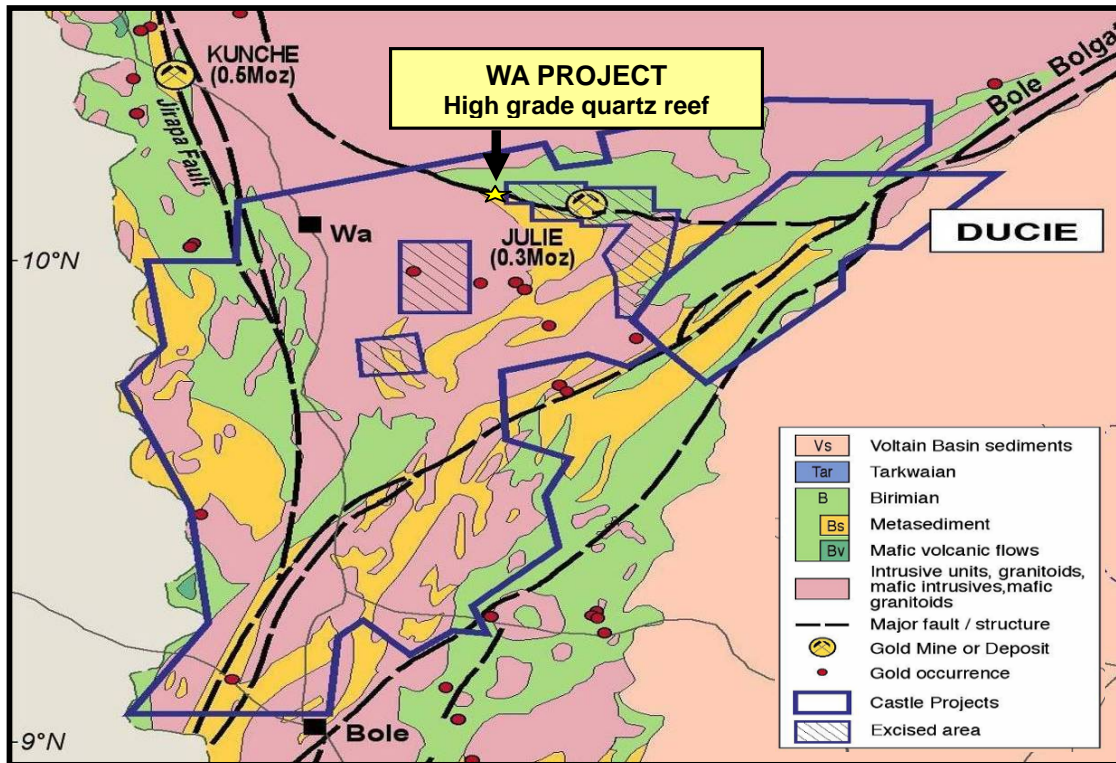 KUNCHE
(0.5Moz)
WA PROJECT
High grade quartz reef
Bole Bolgat
Jirapa Fault
Wa
JULIE
(0.3Moz)
DUCIE
10°N
Vs Voltain Basin sediments
Tar Tarkwaian
B Birimian
Bs Metasediment
Bv Mafic volcanic flows
Intrusive units, granitoids,
mafic intrusives,mafic
granitoids
Major fault / structure
Gold Mine or Deposit
Gold occurrence
Castle Projects
Excised area
Bole
9°N